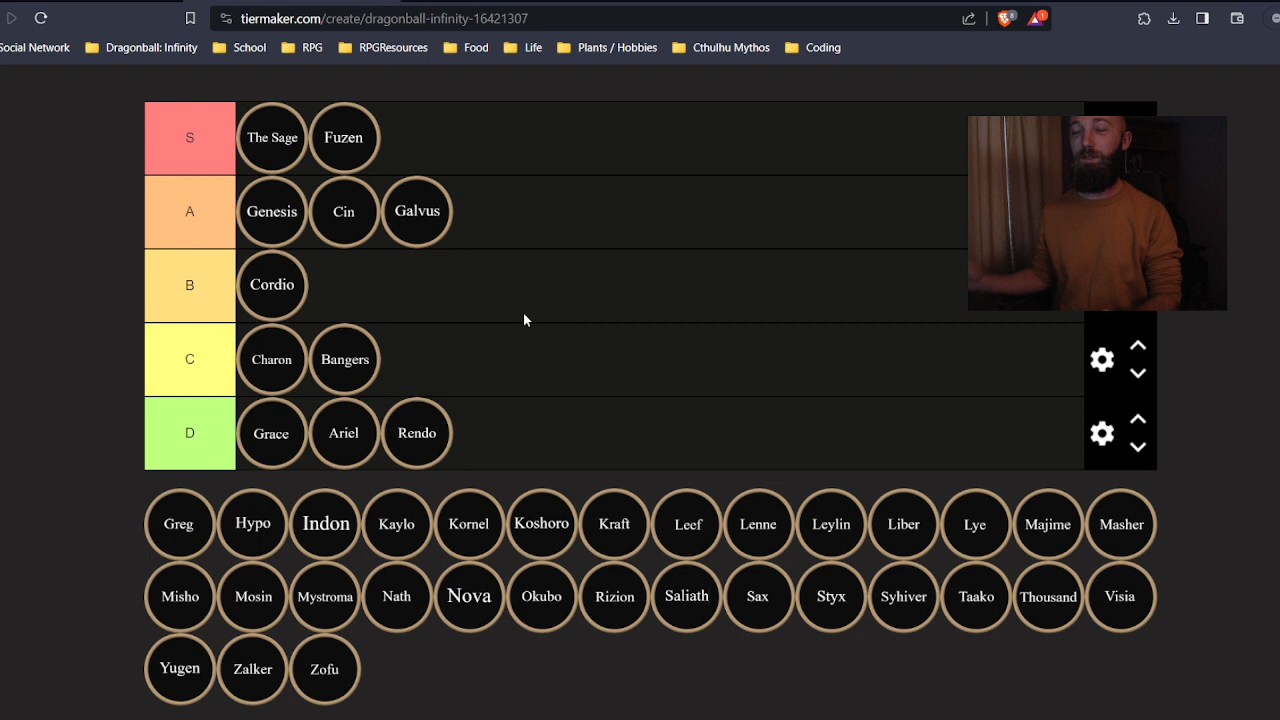 tiermaker.com/create/dragonball-infinity-16421307
8
1
Social Network Dragonball: Infinity School RPG RPGResources Food Life Plants / Hobbies Cthulhu Mythos Coding
S The Sage Fuzen
A Genesis Cin Galvus
B Cordio
C Charon Bangers
D Grace Ariel Rendo
Greg Hypo Indon Kaylo Kornel Koshoro Kraft Leef Lenne Leylin Liber Lye Majime Masher
Misho Mosin Mystroma Nath Nova Okubo Rizion Saliath Sax Styx Syhiver Taako Thousand Visia
Yugen Zalker Zofu